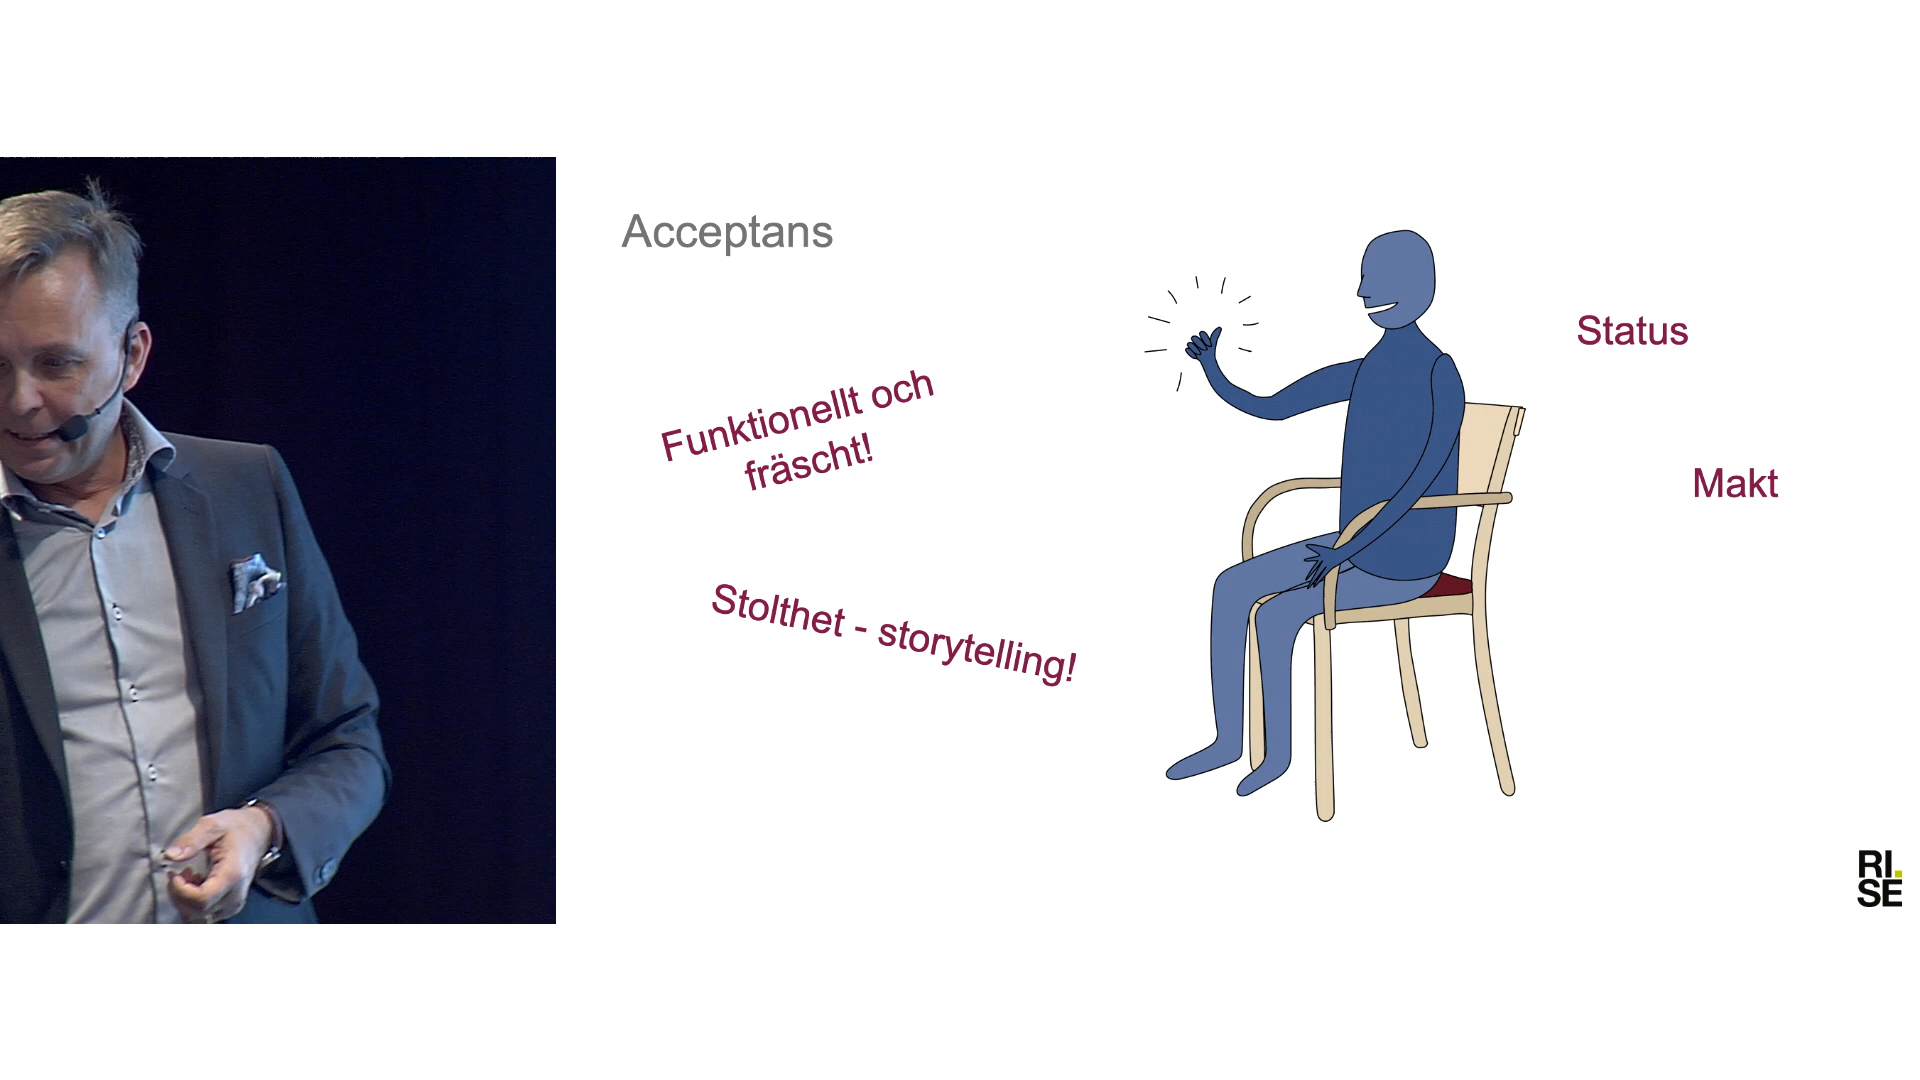 Acceptans
Status
Funktionellt och
fräscht!
Makt
Stolthet - storytelling!
RI.
SE